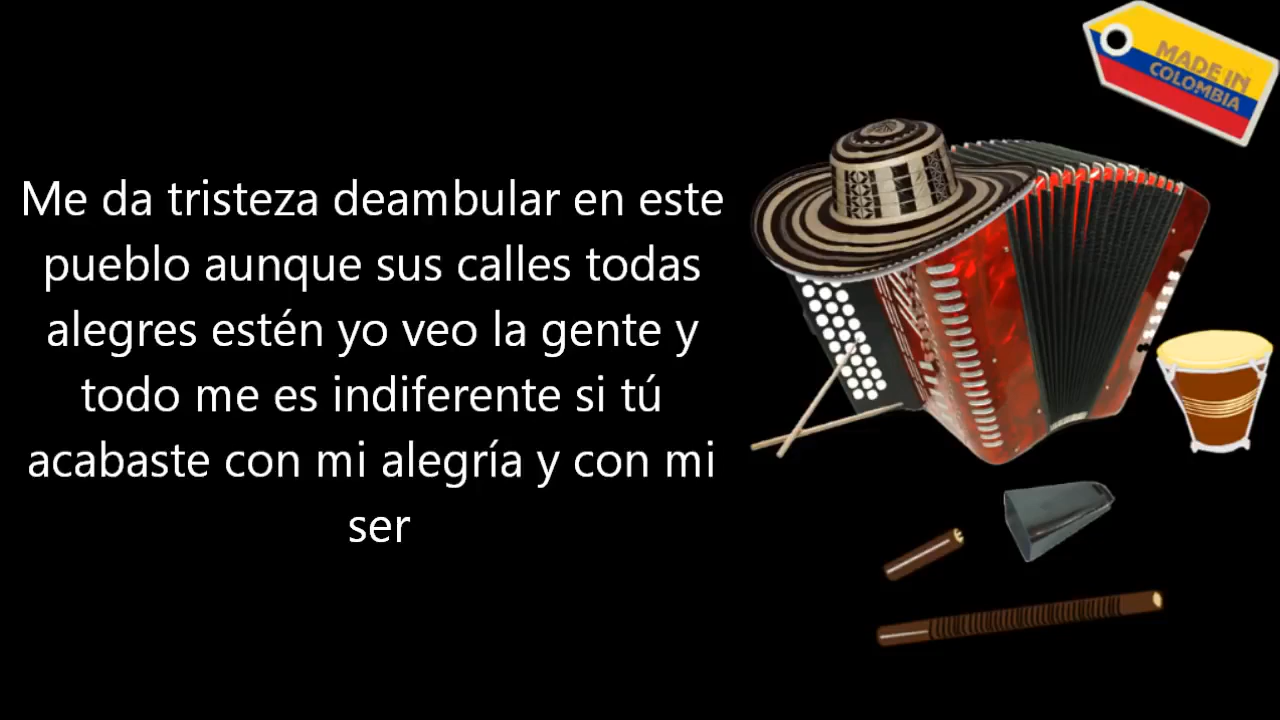 Me da tristeza deambular en este
pueblo aunque sus calles todas
alegres estén yo veo la gente y
todo me es indiferente si tú
acabaste con mi alegría y con mi
ser
MADE IN
COLOMBIA